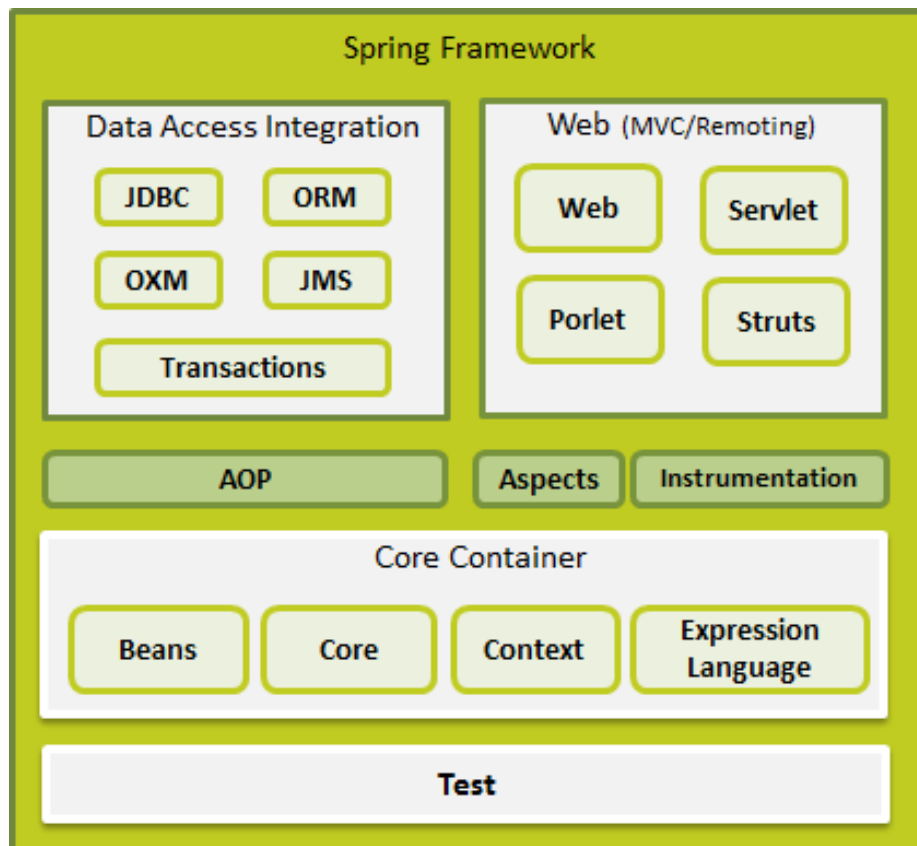 Spring Framework
Data Access Integration
JDBC
ORM
OXM
JMS
Transactions
Web (MVC/Remoting)
Web
Servlet
Porlet
Struts
AOP
Aspects
Instrumentation
Core Container
Beans
Core
Context
Expression
Language
Test